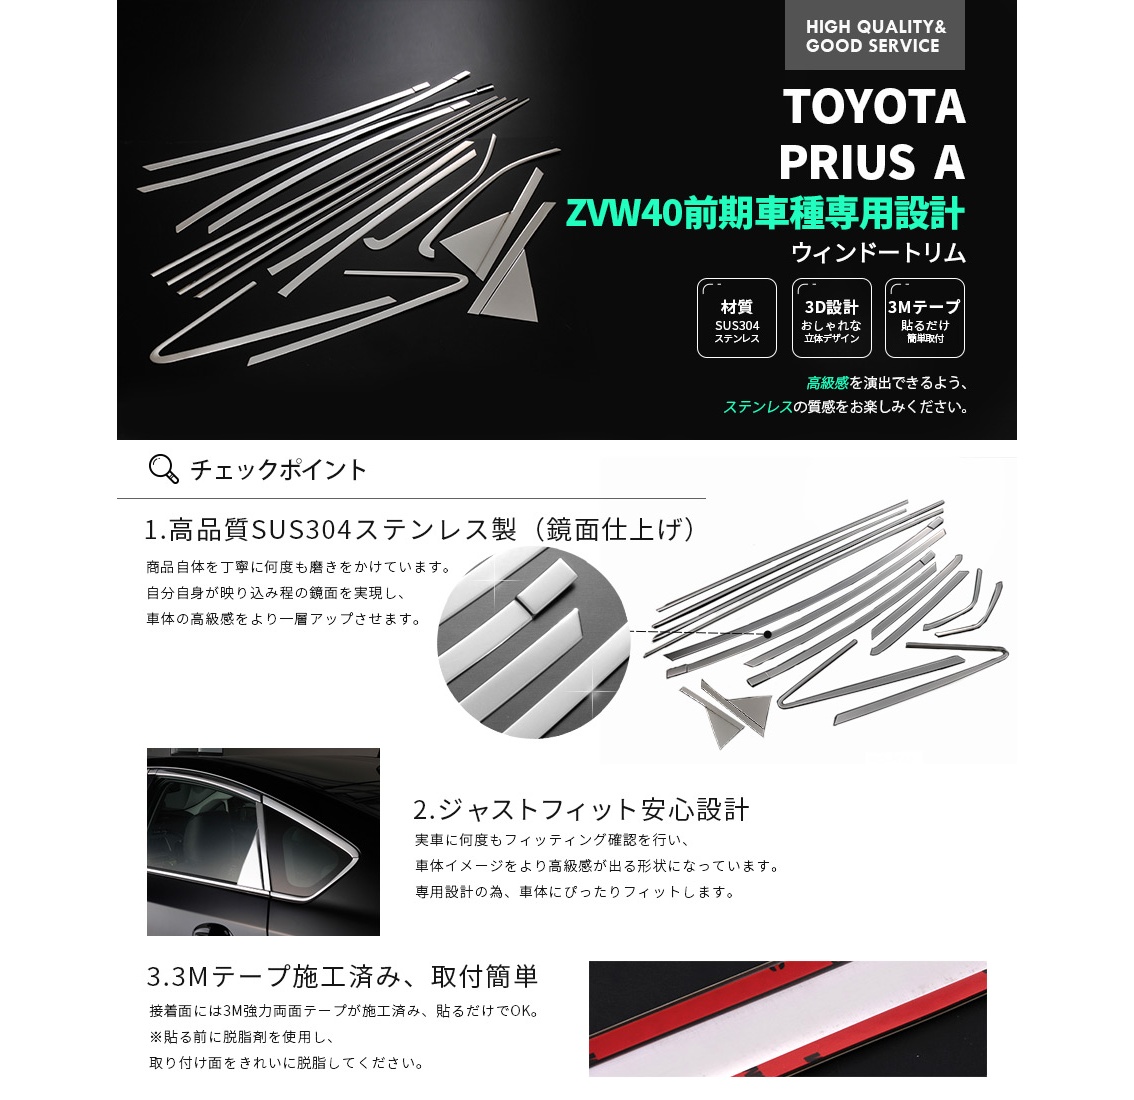 HIGH QUALITY&
GOOD SERVICE
TOYOTA
PRIUS A
ZVW40前期車種専用設計
ウィンドートリム
材質
SUS304
ステンレス
3D設計
おしゃれな
立体デザイン
3Mテープ
貼るだけ
簡単取付
高級感を演出できるよう、
ステンレスの質感をお楽しみください。
チェックポイント
1.高品質SUS304ステンレス製（鏡面仕上げ）
商品自体を丁寧に何度も磨きをかけています。
自分自身が映り込み程の鏡面を実現し、
車体の高級感をより一層アップさせます。
2.ジャストフィット安心設計
実車に何度もフィッティング確認を行い、
車体イメージをより高級感が出る形状になっています。
専用設計の為、車体にぴったりフィットします。
3.3Mテープ施工済み、取付簡単
接着面には3M強力両面テープが施工済み、貼るだけでOK。
※貼る前に脱脂剤を使用し、
取り付け面をきれいに脱脂してください。